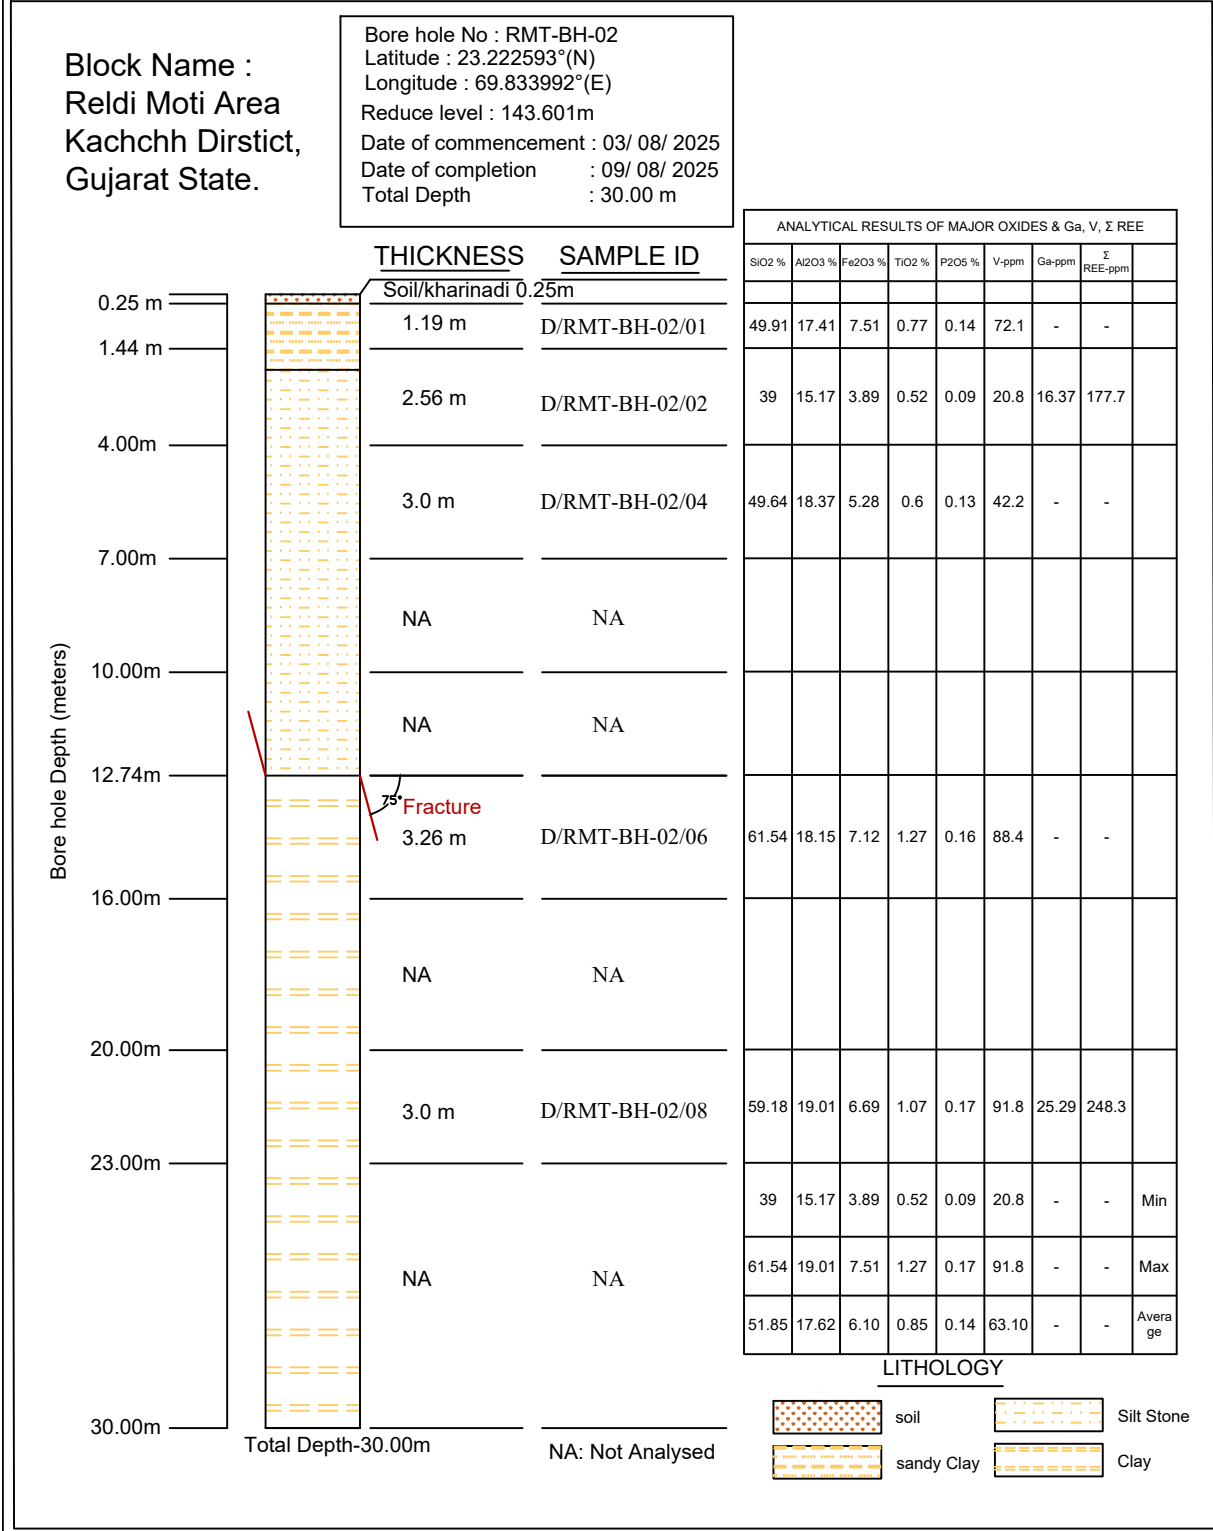 Block Name :
Reldi Moti Area
Kachchh Dirstict,
Gujarat State.
Bore hole No : RMT-BH-02
Latitude : 23.222593°(N)
Longitude : 69.833992°(E)
Reduce level : 143.601m
Date of commencement : 03/ 08/ 2025
Date of completion : 09/ 08/ 2025
Total Depth : 30.00 m
ANALYTICAL RESULTS OF MAJOR OXIDES & Ga, V, Σ REE
SiO2 % Al2O3 % Fe2O3 % TiO2 % P2O5 % V-ppm Ga-ppm Σ REE-ppm
THICKNESS SAMPLE ID
Soil/kharinadi 0.25m
0.25 m
1.19 m D/RMT-BH-02/01 49.91 17.41 7.51 0.77 0.14 72.1 - -
1.44 m
2.56 m D/RMT-BH-02/02 39 15.17 3.89 0.52 0.09 20.8 16.37 177.7
4.00m
3.0 m D/RMT-BH-02/04 49.64 18.37 5.28 0.6 0.13 42.2 - -
7.00m
NA NA
10.00m
NA NA
12.74m
75°
Fracture
3.26 m D/RMT-BH-02/06 61.54 18.15 7.12 1.27 0.16 88.4 - -
16.00m
NA NA
20.00m
3.0 m D/RMT-BH-02/08 59.18 19.01 6.69 1.07 0.17 91.8 25.29 248.3
23.00m
39 15.17 3.89 0.52 0.09 20.8 - - Min
NA NA
61.54 19.01 7.51 1.27 0.17 91.8 - - Max
51.85 17.62 6.10 0.85 0.14 63.10 - - Avera
ge
30.00m
Bore hole Depth (meters)
Total Depth-30.00m
NA: Not Analysed
LITHOLOGY
soil Silt Stone
sandy Clay Clay